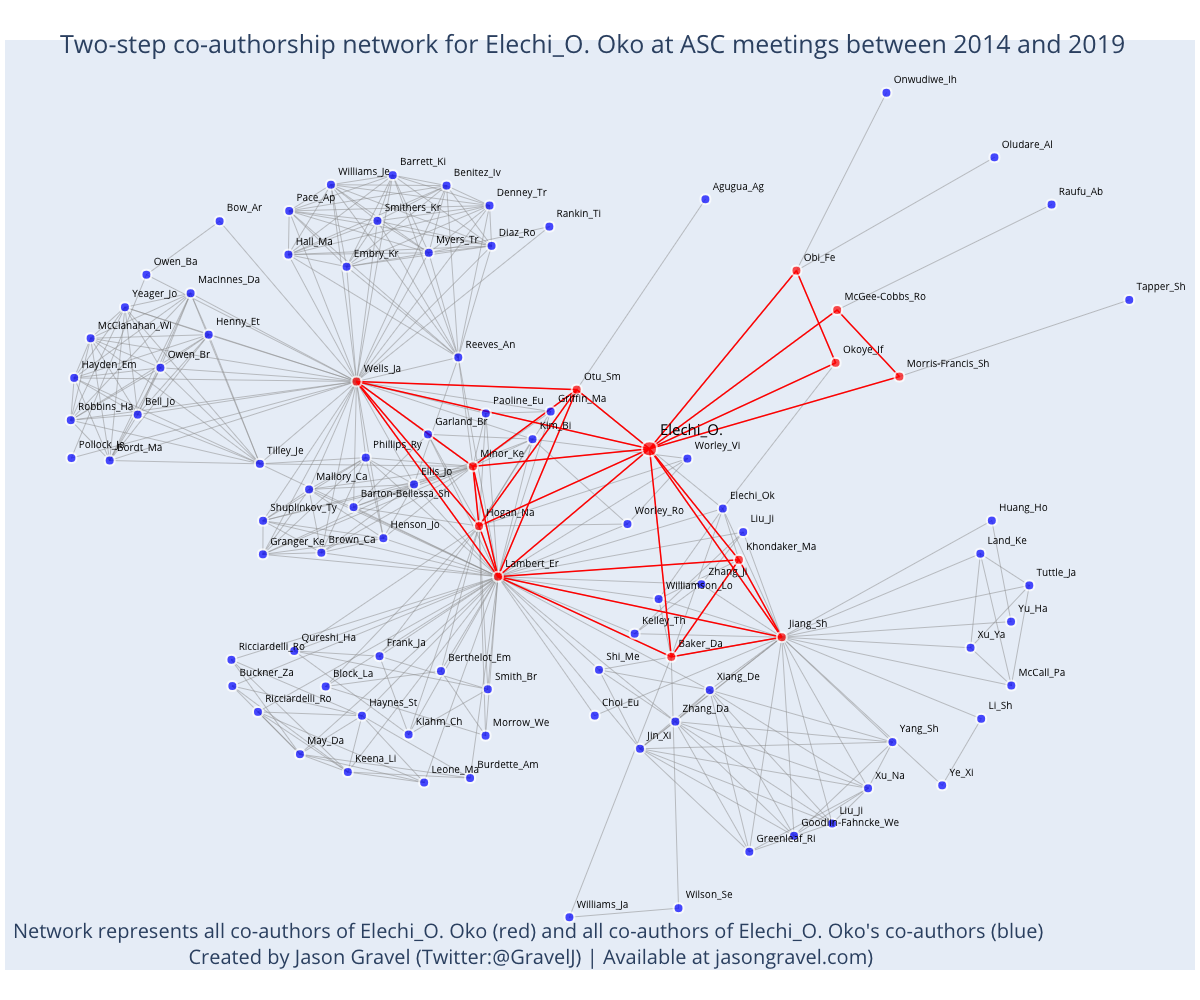 Two-step co-authorship network for Elechi_O. Oko at ASC meetings between 2014 and 2019
Onwudiwe_Ih
Oludare_Al
Barrett_Ki
Williams_Je
Benitez_Iv
Agugua_Ag
Raufu_Ab
Denney_Tr
Pace_Ap
Smithers_Kr
Bow_Ar
Rankin_Ti
Diaz_Ro
Hall_Ma
Myers_Tr
Embry_Kr
Obi_Fe
Owen_Ba
MacInnes_Da
Tapper_Sh
Yeager_Jo
McGee-Cobbs_Ro
McClanahan_Wi
Henny_Et
Reeves_An
Okoye_If
Owen_Br
Hayden_Em
Wells_Ja
Morris-Francis_Sh
Otu_Sm
Robbins_Ha
Bell_Jo
Paoline_Eu
Griffin_Ma
Garland_Br
Kim_Bi
Elechi_O.
Pollock_Je
Bordt_Ma
Tilley_Je
Phillips_Ry
Minor_Ke
Worley_Vi
Mallory_Ca
Ellis_Jo
Barton-Bellessa_Sh
Elechi_Ok
Shuplinkov_Ty
Hogan_Na
Worley_Ro
Liu_Ji
Huang_Ho
Henson_Jo
Granger_Ke
Brown_Ca
Khondaker_Ma
Land_Ke
Lambert_Er
Zhang_Ji
Tuttle_Ja
Williamson_Lo
Yu_Ha
Kelley_Th
Jiang_Sh
Xu_Ya
Qureshi_Ha
Ricciardelli_Ro
Frank_Ja
Baker_Da
Shi_Me
Berthelot_Em
McCall_Pa
Buckner_Za
Block_La
Smith_Br
Xiang_De
Ricciardelli_Ro
Haynes_St
Choi_Eu
Zhang_Da
Li_Sh
Klahm_Ch
Morrow_We
Yang_Sh
May_Da
Jin_Xi
Keena_Li
Leone_Ma
Burdette_Am
Xu_Na
Ye_Xi
Liu_Ji
Goodlin-Fahncke_We
Greenleaf_Ri
Williams_Ja
Wilson_Se
Network represents all co-authors of Elechi_O. Oko (red) and all co-authors of Elechi_O. Oko's co-authors (blue)
Created by Jason Gravel (Twitter:@GravelJ) | Available at jasongravel.com)